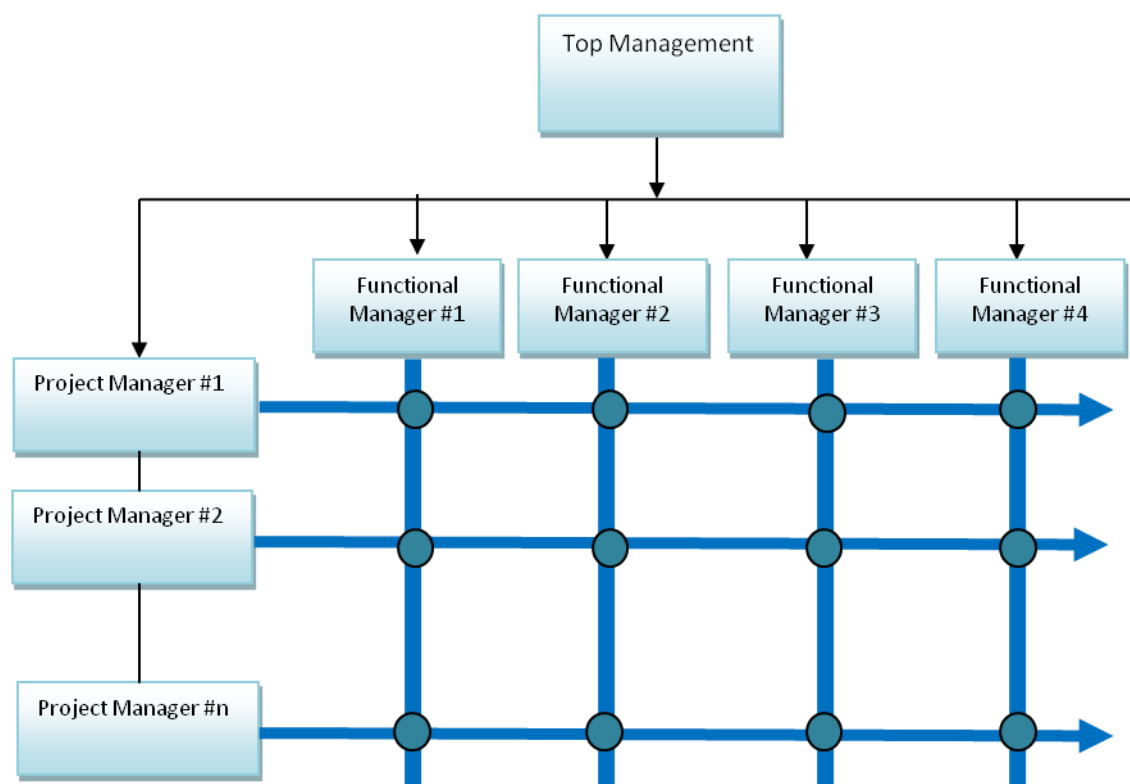 Top Management
Functional
Manager #1
Functional
Manager #2
Functional
Manager #3
Functional
Manager #4
Project Manager #1
Project Manager #2
Project Manager #n